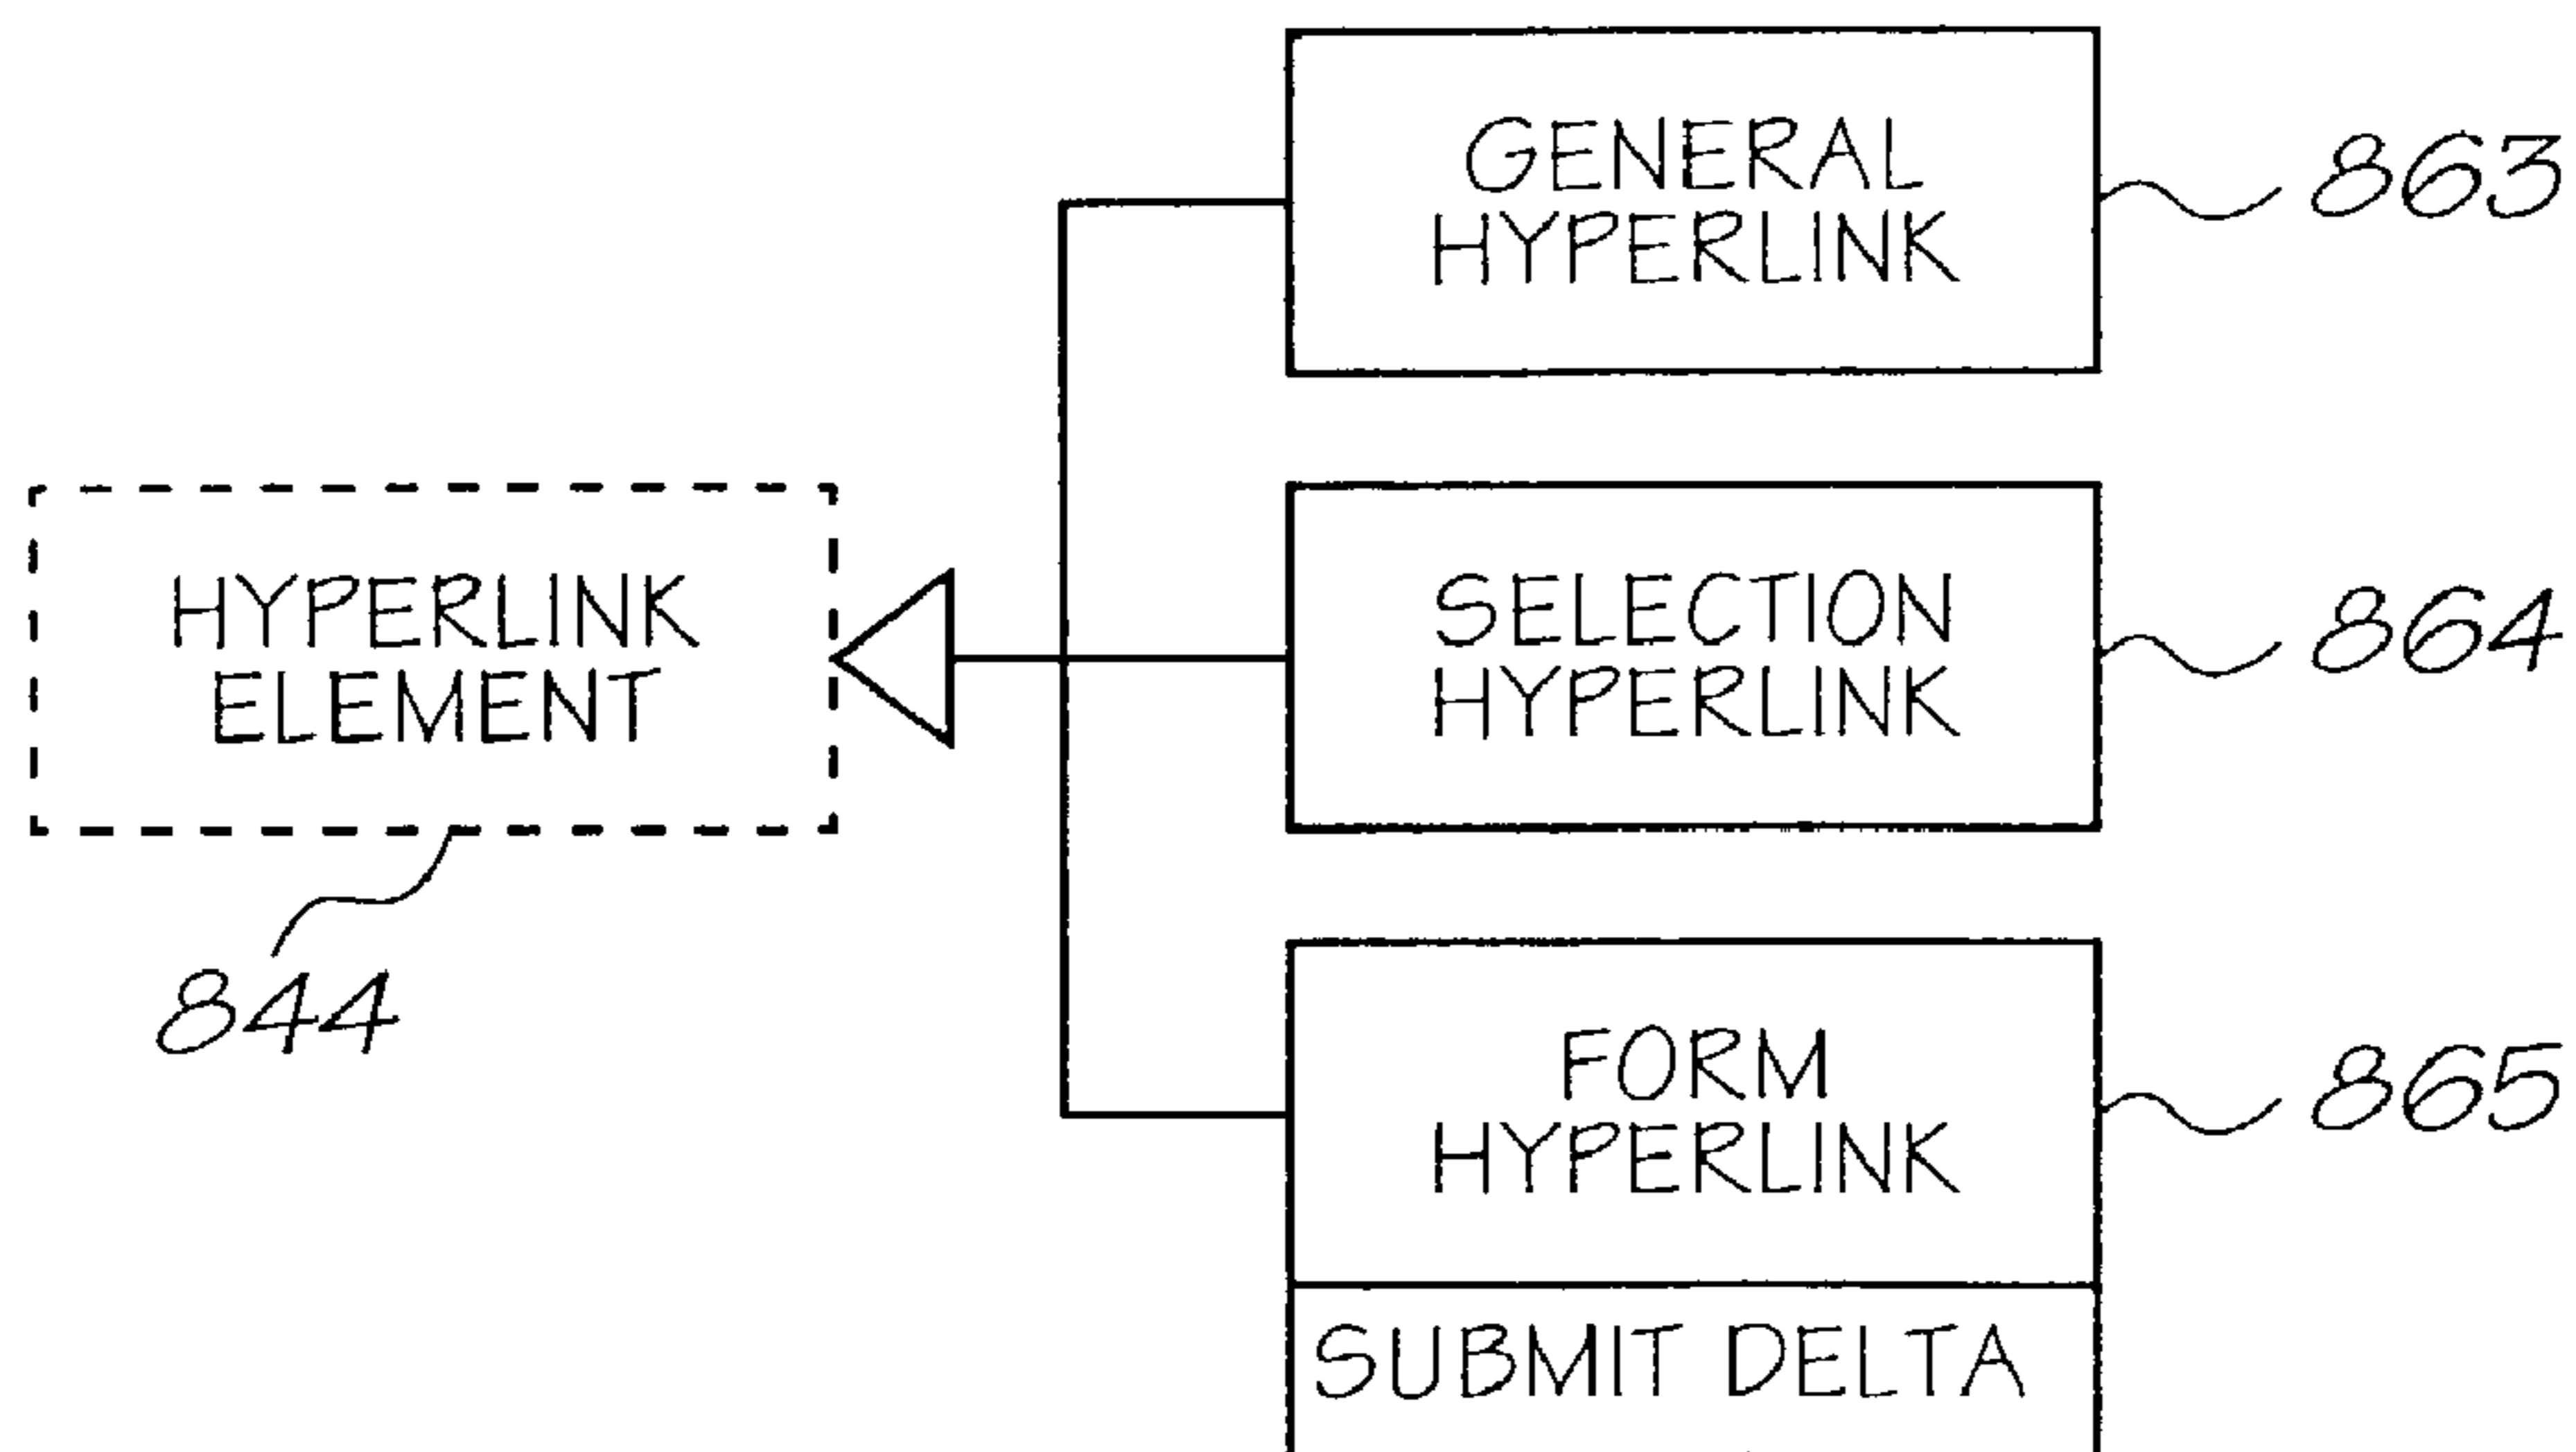 GENERAL
HYPERLINK
863
HYPERLINK
ELEMENT
844
SELECTION
HYPERLINK
864
FORM
HYPERLINK
865
SUBMIT DELTA